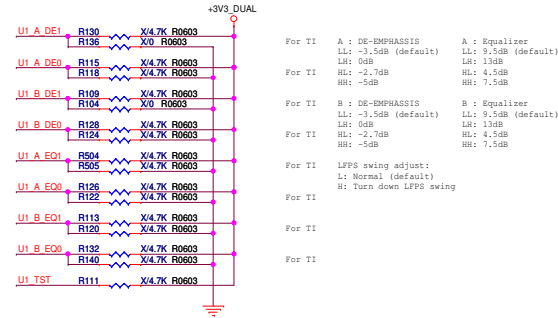 +3V3_DUAL
U1_A_DE1 R130 X/4.7K R0603
R136 X/0 R0603
U1_A_DE0 R115 X/4.7K R0603
R118 X/4.7K R0603
U1_B_DE1 R109 X/4.7K R0603
R104 X/0 R0603
U1_B_DE0 R128 X/4.7K R0603
R124 X/4.7K R0603
U1_A_EQ1 R504 X/4.7K R0603
R505 X/4.7K R0603
U1_A_EQ0 R126 X/4.7K R0603
R122 X/4.7K R0603
U1_B_EQ1 R113 X/4.7K R0603
R120 X/4.7K R0603
U1_B_EQ0 R132 X/4.7K R0603
R140 X/4.7K R0603
U1_TST R111 X/4.7K R0603
For TI A : DE-EMPHASSIS A : Equalizer
LL: -3.5dB (default) LL: 9.5dB (default)
LH: 0dB LH: 13dB
For TI HL: -2.7dB HL: 4.5dB
HH: -5dB HH: 7.5dB
For TI B : DE-EMPHASSIS B : Equalizer
LL: -3.5dB (default) LL: 9.5dB (default)
LH: 0dB LH: 13dB
For TI HL: -2.7dB HL: 4.5dB
HH: -5dB HH: 7.5dB
For TI LFPS swing adjust:
L: Normal (default)
H: Turn down LFPS swing
For TI
For TI
For TI